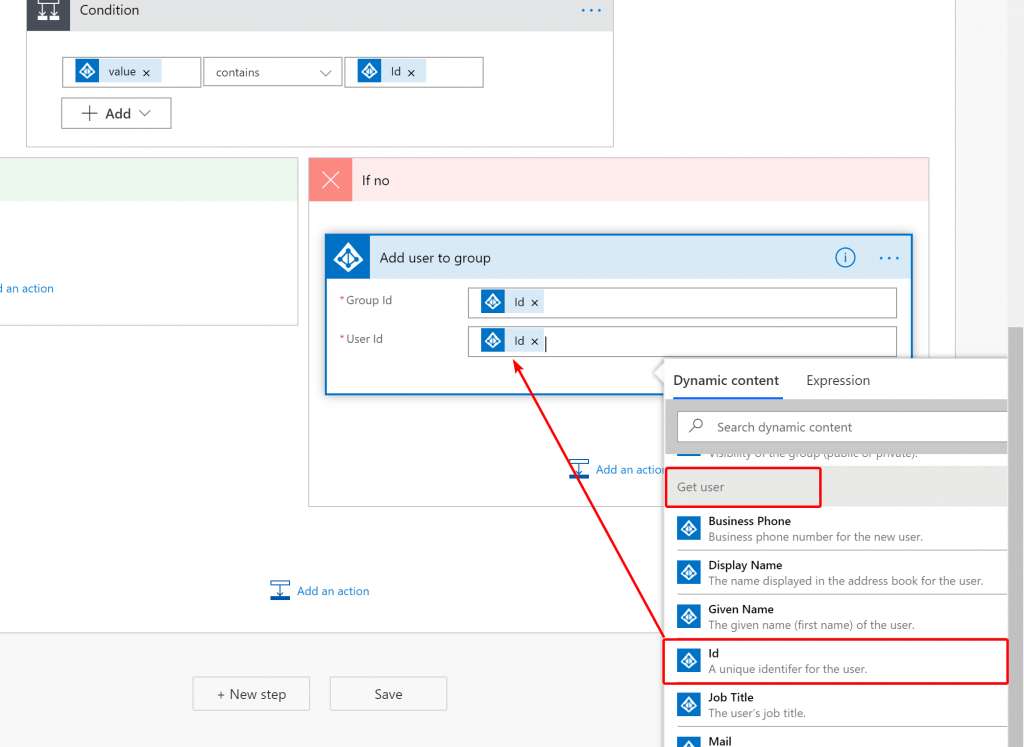 Condition
value ×
contains
Id ×
Add
If no
Add user to group
d an action
* Group Id
Id ×
* User Id
Id ×
Dynamic content
Expression
Search dynamic content
Visibility of the group (public or private).
Add an action
Get user
Business Phone
Business phone number for the new user.
Display Name
The name displayed in the address book for the user.
Given Name
The given name (first name) of the user.
Add an action
Id
A unique identifer for the user.
+ New step
Save
Job Title
The user's job title.
Mail